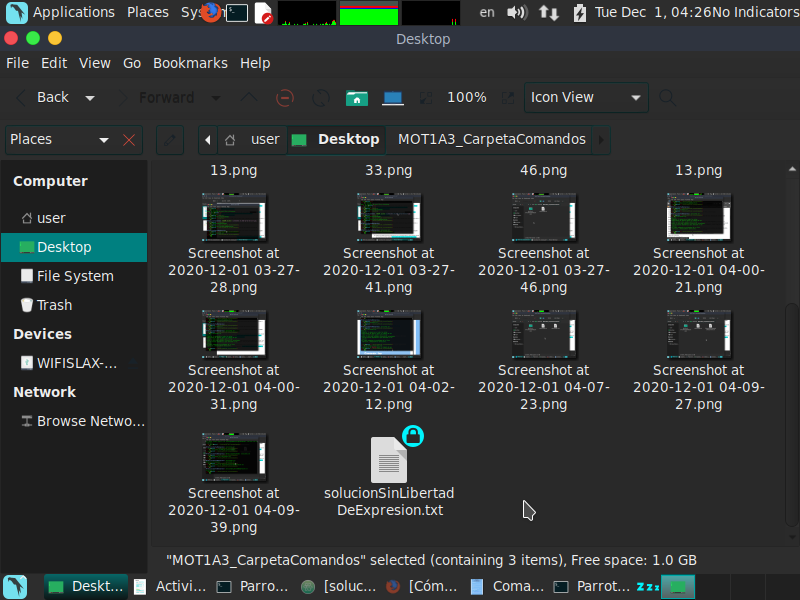 Applications Places Sys en Tue Dec 1, 04:26 No Indicators
Desktop
File Edit View Go Bookmarks Help
Back Forward 100% Icon View
Places user Desktop MOT1A3_CarpetaComandos
Computer
user
Desktop
File System
Trash
Devices
WIFISLAX-...
Network
Browse Netwo...
13.png 33.png 46.png 13.png
Screenshot at Screenshot at Screenshot at Screenshot at
2020-12-01 03-27- 2020-12-01 03-27- 2020-12-01 03-27- 2020-12-01 04-00-
28.png 41.png 46.png 21.png
Screenshot at Screenshot at Screenshot at Screenshot at
2020-12-01 04-00- 2020-12-01 04-02- 2020-12-01 04-07- 2020-12-01 04-09-
31.png 12.png 23.png 27.png
Screenshot at solucionSinLibertad
2020-12-01 04-09- DeExpresion.txt
39.png
"MOT1A3_CarpetaComandos" selected (containing 3 items), Free space: 1.0 GB
Deskt... Activi... Parro... [soluc... [Cóm... Coma... Parrot... zzz